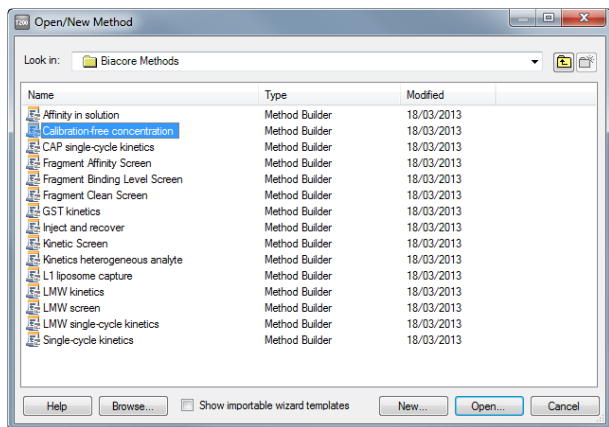 T200 Open/New Method
Look in: Biacore Methods
Name Type Modified
Affinity in solution Method Builder 18/03/2013
Calibration-free concentration Method Builder 18/03/2013
CAP single-cycle kinetics Method Builder 18/03/2013
Fragment Affinity Screen Method Builder 18/03/2013
Fragment Binding Level Screen Method Builder 18/03/2013
Fragment Clean Screen Method Builder 18/03/2013
GST kinetics Method Builder 18/03/2013
Inject and recover Method Builder 18/03/2013
Kinetic Screen Method Builder 18/03/2013
Kinetics heterogeneous analyte Method Builder 18/03/2013
L1 liposome capture Method Builder 18/03/2013
LMW kinetics Method Builder 18/03/2013
LMW screen Method Builder 18/03/2013
LMW single-cycle kinetics Method Builder 18/03/2013
Single-cycle kinetics Method Builder 18/03/2013
Help Browse... Show importable wizard templates New... Open... Cancel